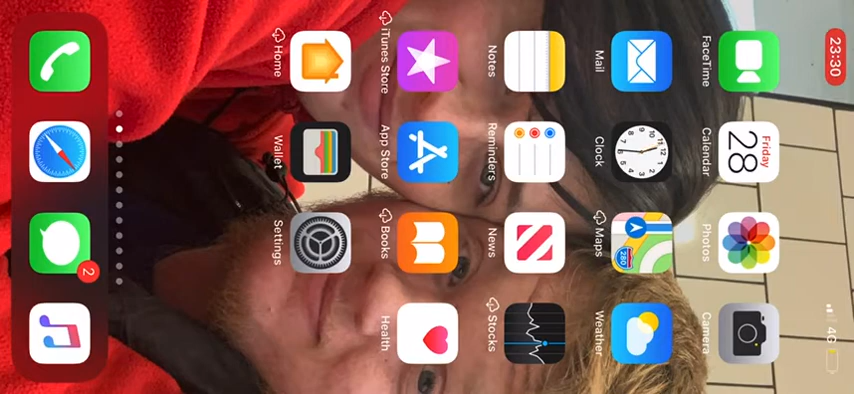 23:30 4G
Friday
28
FaceTime Calendar Photos Camera
280
Mail Clock Maps Weather
Notes Reminders News Stocks
iTunes Store App Store Books Health
Home Wallet Settings
2